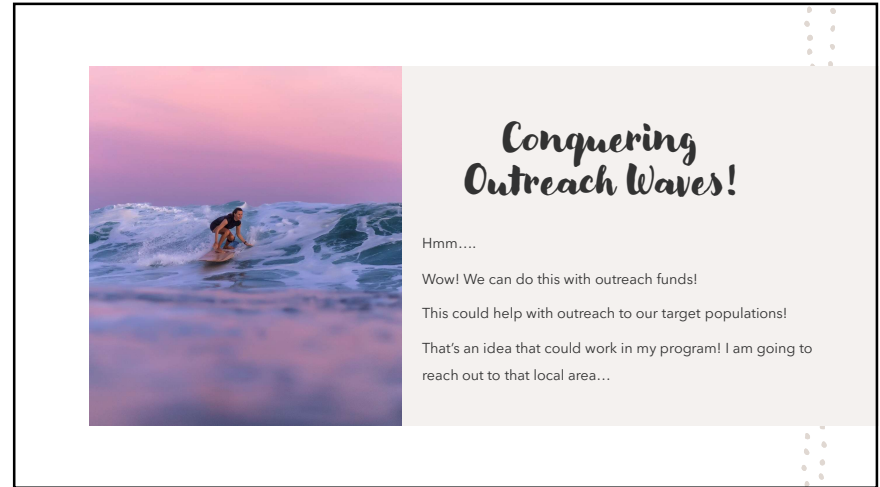 Conquering
Outreach Waves!
Hmm….
Wow! We can do this with outreach funds!
This could help with outreach to our target populations!
That’s an idea that could work in my program! I am going to
reach out to that local area…